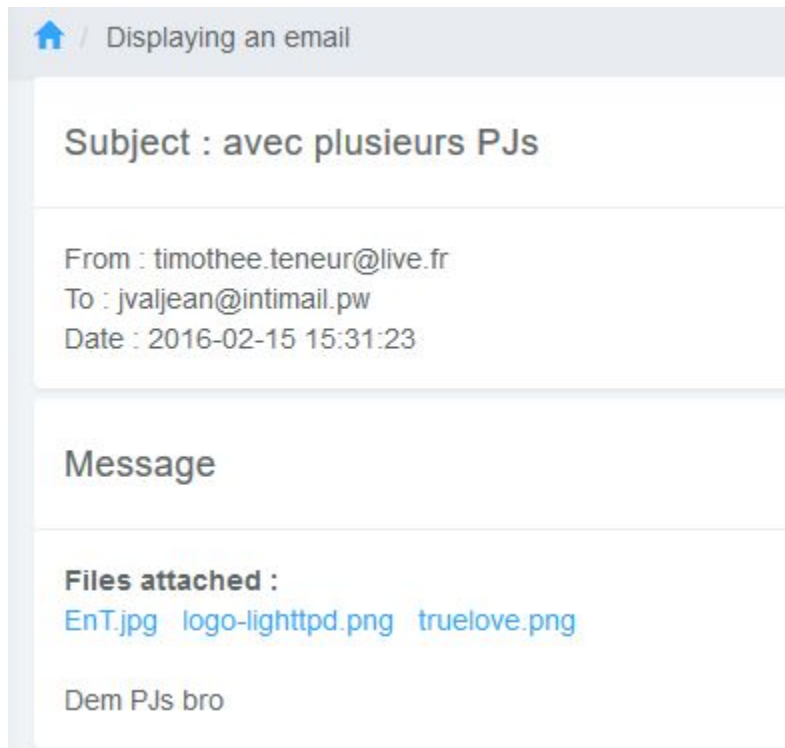 / Displaying an email
Subject : avec plusieurs PJs
From : timothee.teneur@live.fr
To : jvaljean@intimail.pw
Date : 2016-02-15 15:31:23
Message
Files attached :
EnT.jpg logo-lighttpd.png truelove.png
Dem PJs bro